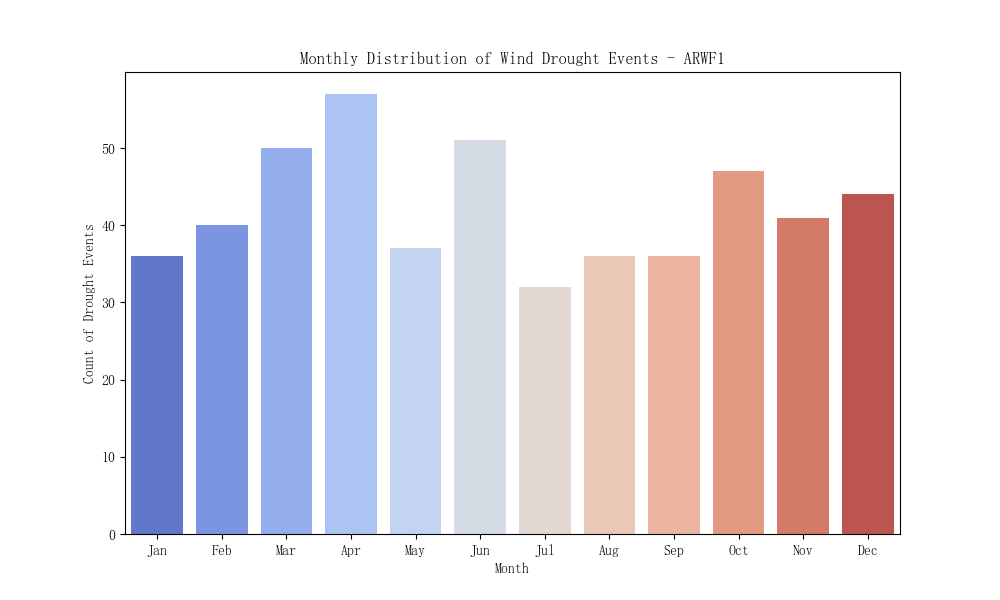 Monthly Distribution of Wind Drought Events - ARWF1
Count of Drought Events
50
40
30
20
10
0
Jan Feb Mar Apr May Jun Jul Aug Sep Oct Nov Dec
Month